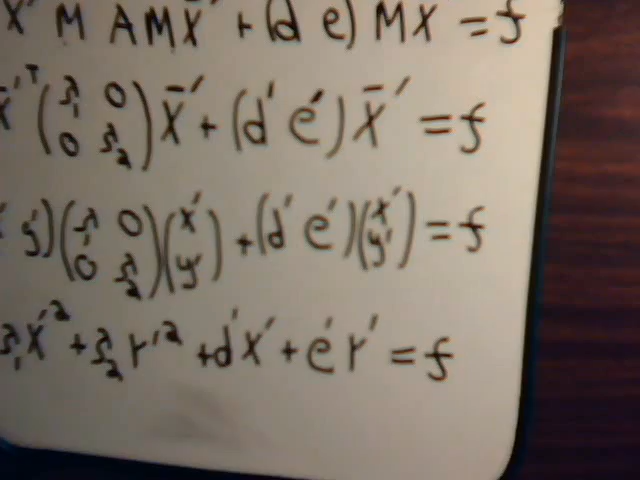 X' M A M X̄' + (d e) M X = f
X̄'ᵀ (λ₁ 0 0 λ₂) X̄' + (d' e') X̄' = f
y') (λ₁ 0 0 λ₂) (x' y') + (d' e') (x' y') = f
λ₁x'² + λ₂y'² + d'x' + e'y' = f